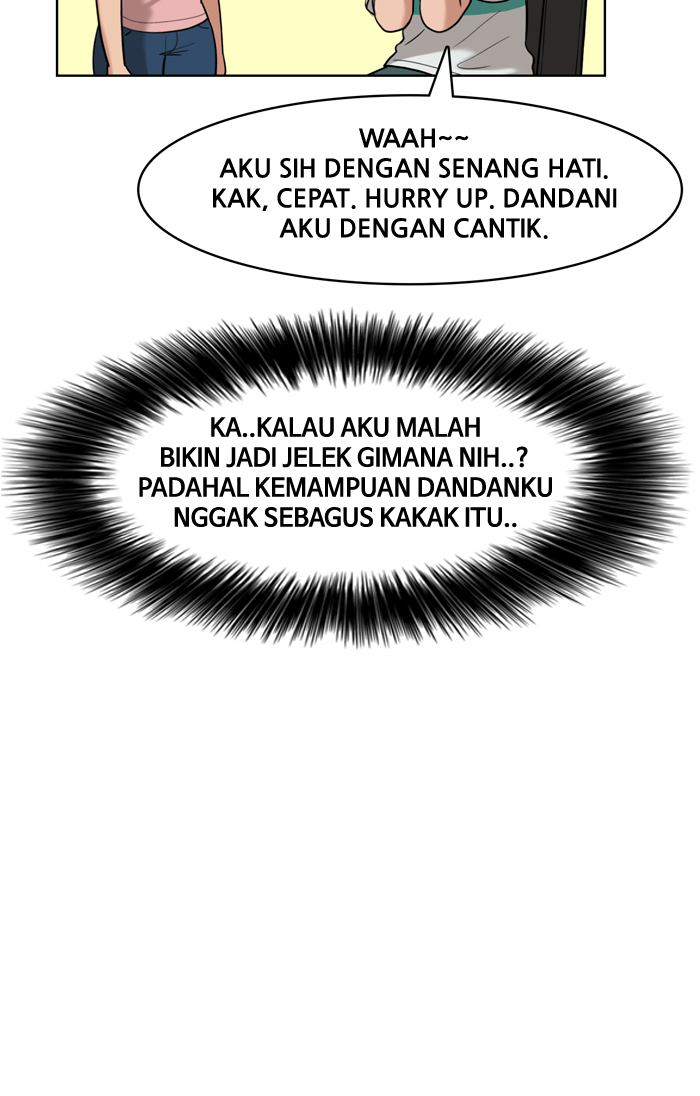 WAAH~~
AKU SIH DENGAN SENANG HATI.
KAK, CEPAT. HURRY UP. DANDANI
AKU DENGAN CANTIK.
KA..KALAU AKU MALAH
BIKIN JADI JELEK GIMANA NIH..?
PADAHAL KEMAMPUAN DANDANKU
NGGAK SEBAGUS KAKAK ITU..